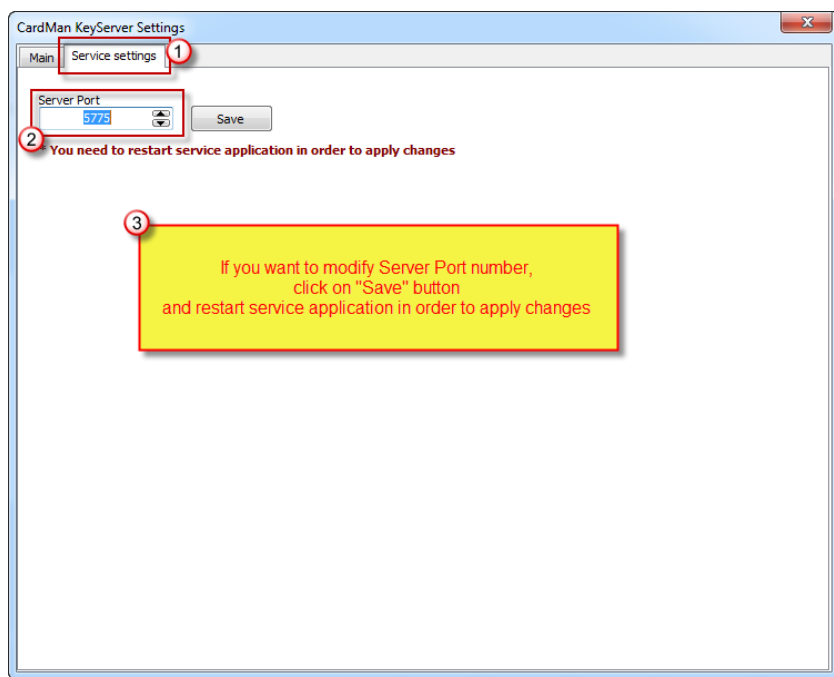 CardMan KeyServer Settings
Main Service settings 1
Server Port
5775 Save
2
* You need to restart service application in order to apply changes
3
If you want to modify Server Port number,
click on "Save" button
and restart service application in order to apply changes